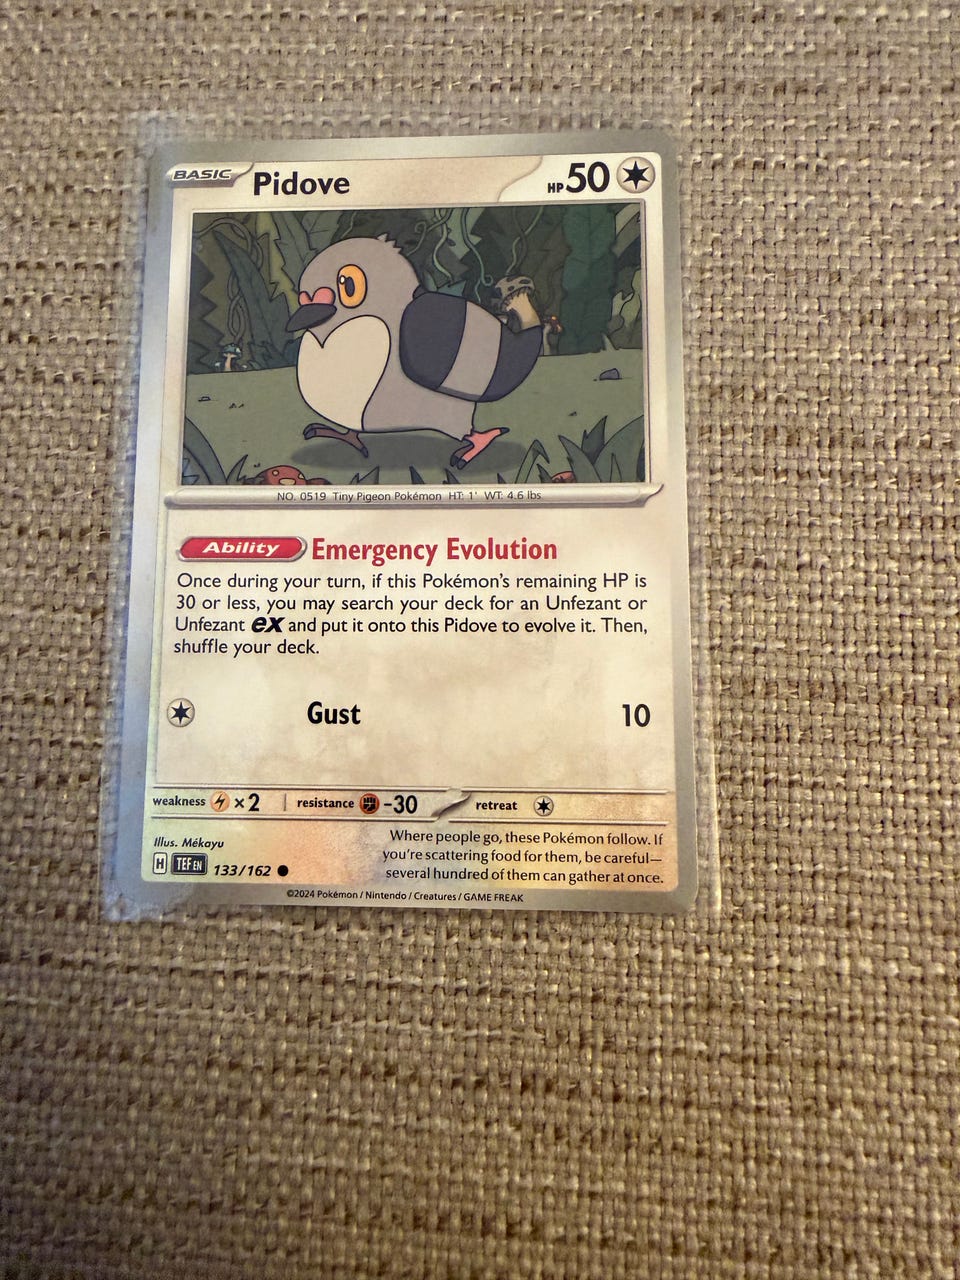 BASIC Pidove HP 50
NO. 0519 Tiny Pigeon Pokémon HT: 1' WT: 4.6 lbs
Ability Emergency Evolution
Once during your turn, if this Pokémon's remaining HP is
30 or less, you may search your deck for an Unfezant or
Unfezant ex and put it onto this Pidove to evolve it. Then,
shuffle your deck.
Gust 10
weakness ×2 resistance -30 retreat
Illus. Mékayu
H TEF EN 133/162
Where people go, these Pokémon follow. If
you're scattering food for them, be careful—
several hundred of them can gather at once.
©2024 Pokémon / Nintendo / Creatures / GAME FREAK